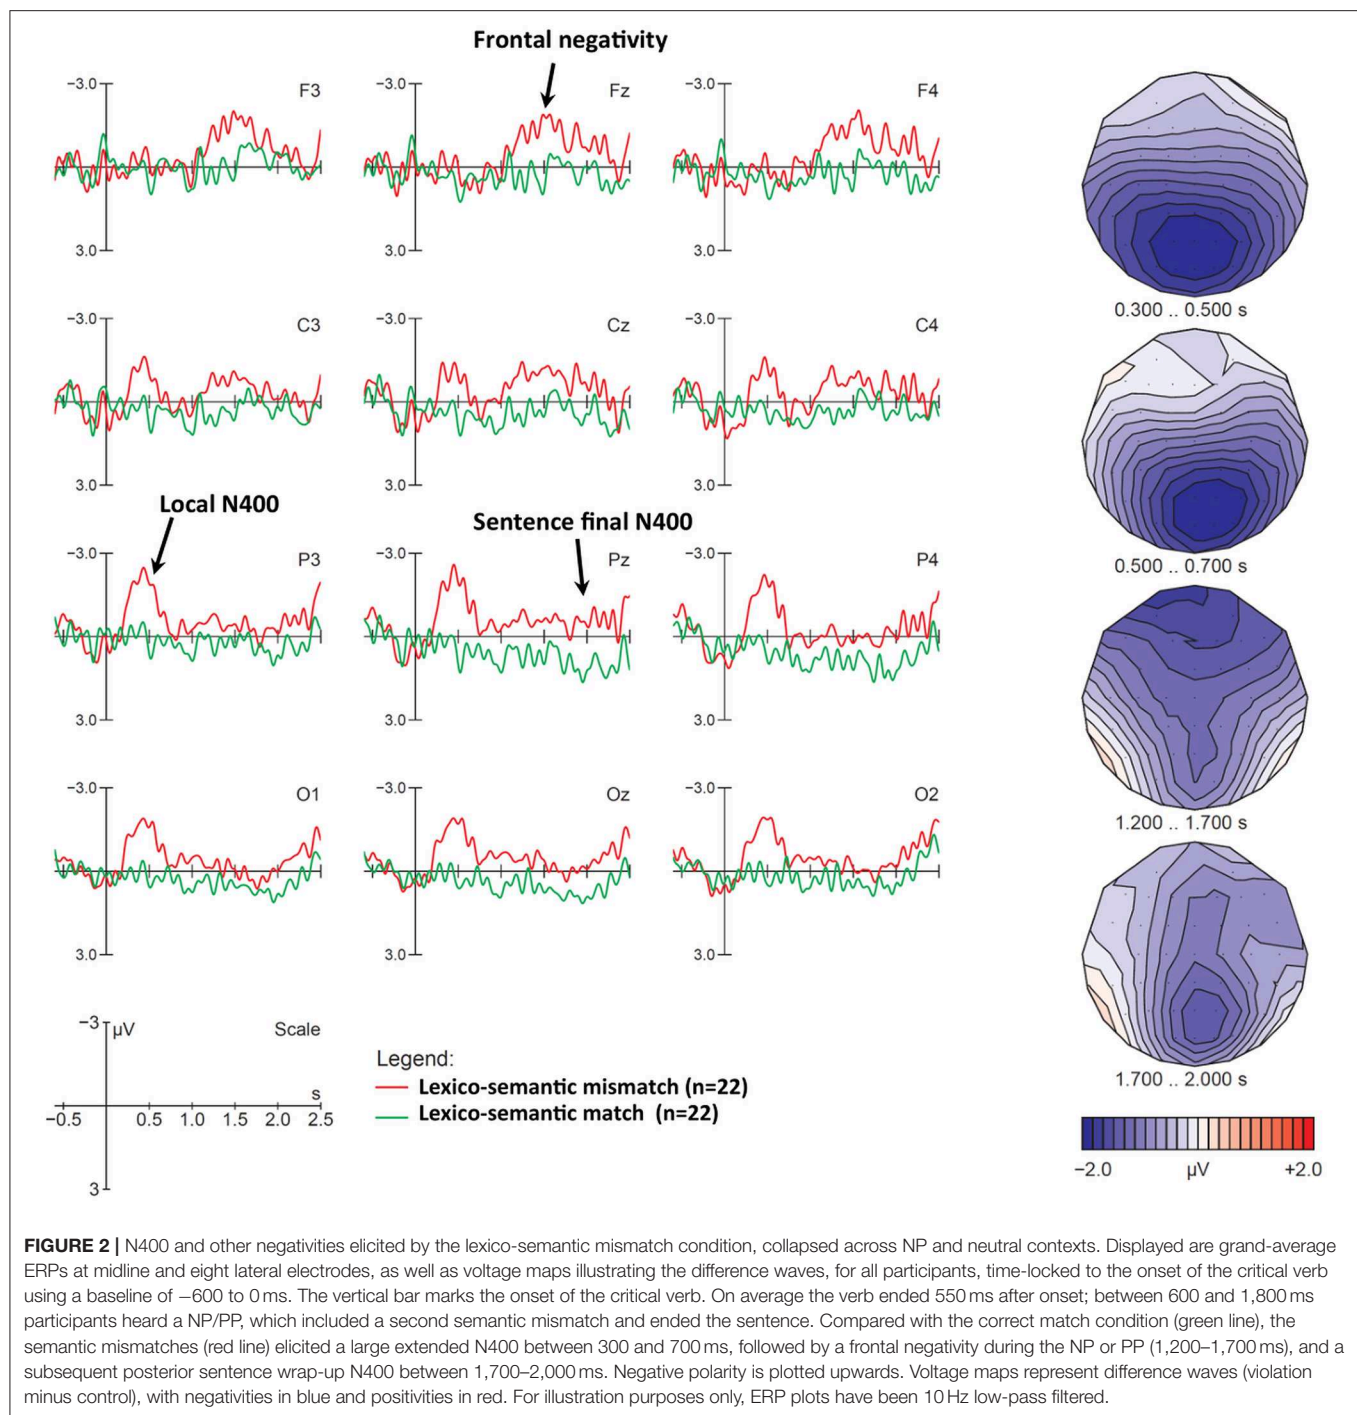 Frontal negativity
−3.0
F3
3.0
−3.0
Fz
3.0
−3.0
F4
3.0
0.300 .. 0.500 s
−3.0
C3
3.0
−3.0
Cz
3.0
−3.0
C4
3.0
0.500 .. 0.700 s
Local N400
Sentence final N400
−3.0
P3
3.0
−3.0
Pz
3.0
−3.0
P4
3.0
1.200 .. 1.700 s
−3.0
O1
3.0
−3.0
Oz
3.0
−3.0
O2
3.0
1.700 .. 2.000 s
−3 µV Scale
s
−0.5 0.5 1.0 1.5 2.0 2.5
3
Legend:
Lexico-semantic mismatch (n=22)
Lexico-semantic match (n=22)
−2.0 µV +2.0
FIGURE 2 | N400 and other negativities elicited by the lexico-semantic mismatch condition, collapsed across NP and neutral contexts. Displayed are grand-average
ERPs at midline and eight lateral electrodes, as well as voltage maps illustrating the difference waves, for all participants, time-locked to the onset of the critical verb
using a baseline of −600 to 0 ms. The vertical bar marks the onset of the critical verb. On average the verb ended 550 ms after onset; between 600 and 1,800 ms
participants heard a NP/PP, which included a second semantic mismatch and ended the sentence. Compared with the correct match condition (green line), the
semantic mismatches (red line) elicited a large extended N400 between 300 and 700 ms, followed by a frontal negativity during the NP or PP (1,200–1,700 ms), and a
subsequent posterior sentence wrap-up N400 between 1,700–2,000 ms. Negative polarity is plotted upwards. Voltage maps represent difference waves (violation
minus control), with negativities in blue and positivities in red. For illustration purposes only, ERP plots have been 10 Hz low-pass filtered.